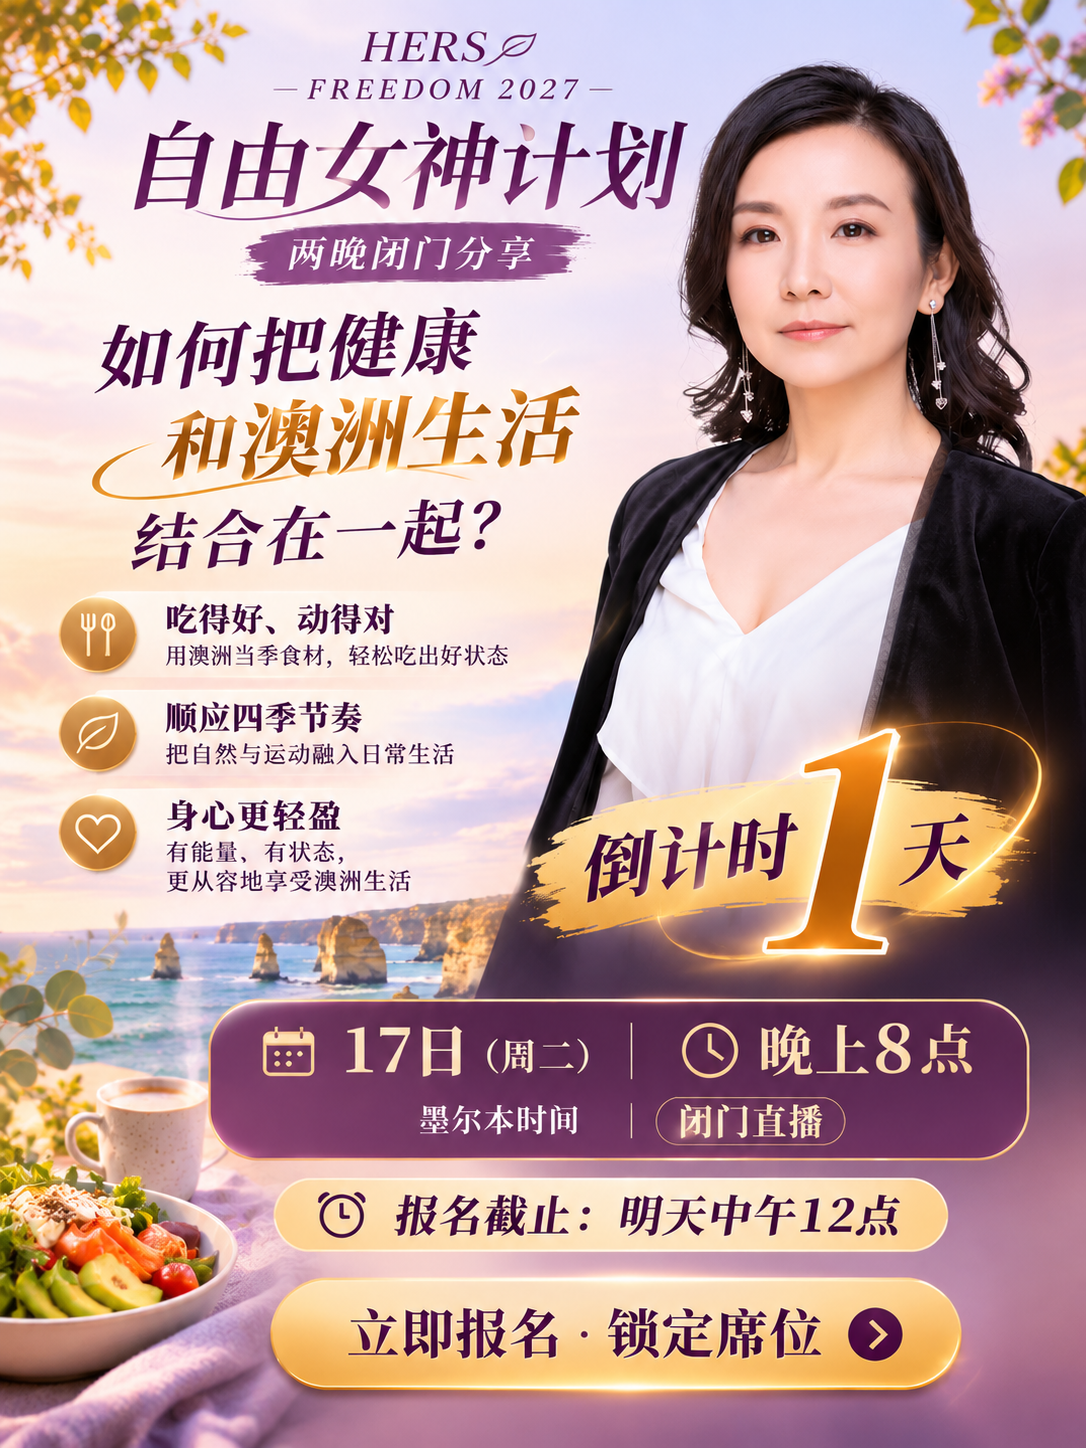 HERS
— FREEDOM 2027 —
自由女神计划
两晚闭门分享
如何把健康
和澳洲生活
结合在一起?
吃得好、动得对
用澳洲当季食材，轻松吃出好状态
顺应四季节奏
把自然与运动融入日常生活
身心更轻盈
有能量、有状态，
更从容地享受澳洲生活
倒计时1天
17日（周二） | 晚上8点
墨尔本时间 | 闭门直播
报名截止：明天中午12点
立即报名·锁定席位